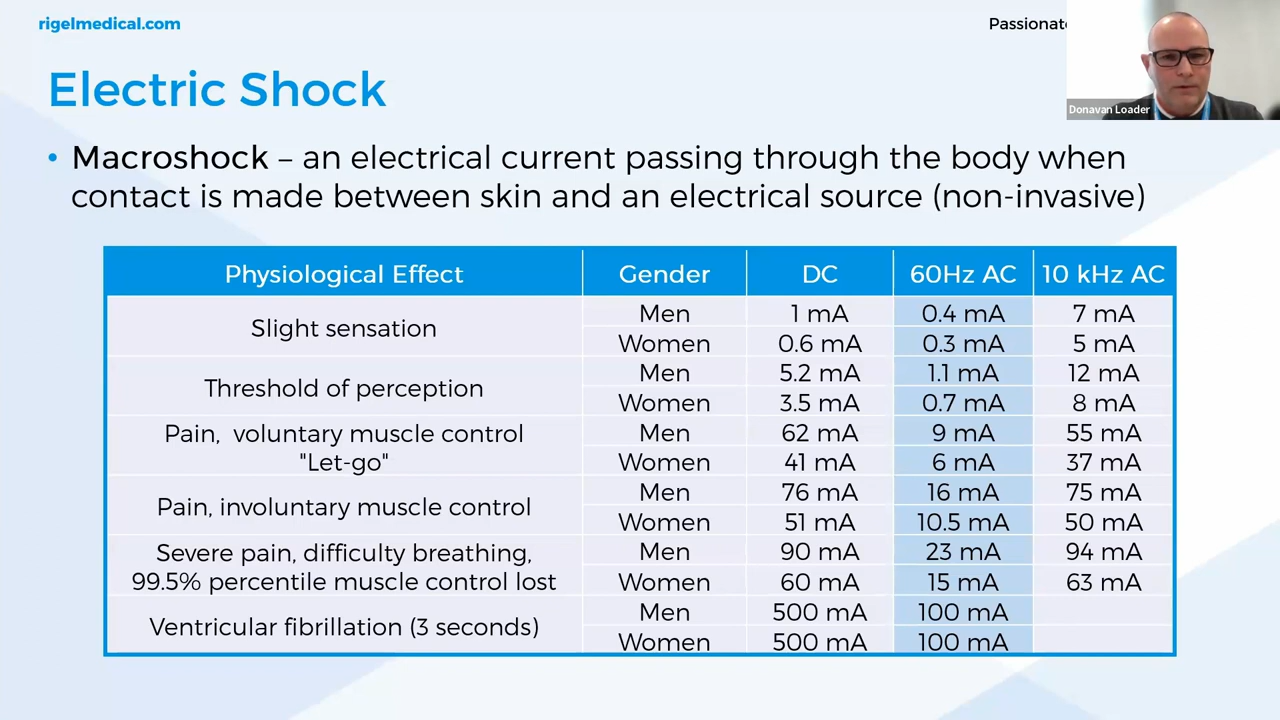 rigelmedical.com
Passionate
Donavan Loader
Electric Shock
• Macroshock – an electrical current passing through the body when
contact is made between skin and an electrical source (non-invasive)
Physiological Effect Gender DC 60Hz AC 10 kHz AC
Slight sensation
Men 1 mA 0.4 mA 7 mA
Women 0.6 mA 0.3 mA 5 mA
Threshold of perception
Men 5.2 mA 1.1 mA 12 mA
Women 3.5 mA 0.7 mA 8 mA
Pain, voluntary muscle control Men 62 mA 9 mA 55 mA
"Let-go" Women 41 mA 6 mA 37 mA
Pain, involuntary muscle control
Men 76 mA 16 mA 75 mA
Women 51 mA 10.5 mA 50 mA
Severe pain, difficulty breathing, Men 90 mA 23 mA 94 mA
99.5% percentile muscle control lost Women 60 mA 15 mA 63 mA
Ventricular fibrillation (3 seconds)
Men 500 mA 100 mA
Women 500 mA 100 mA